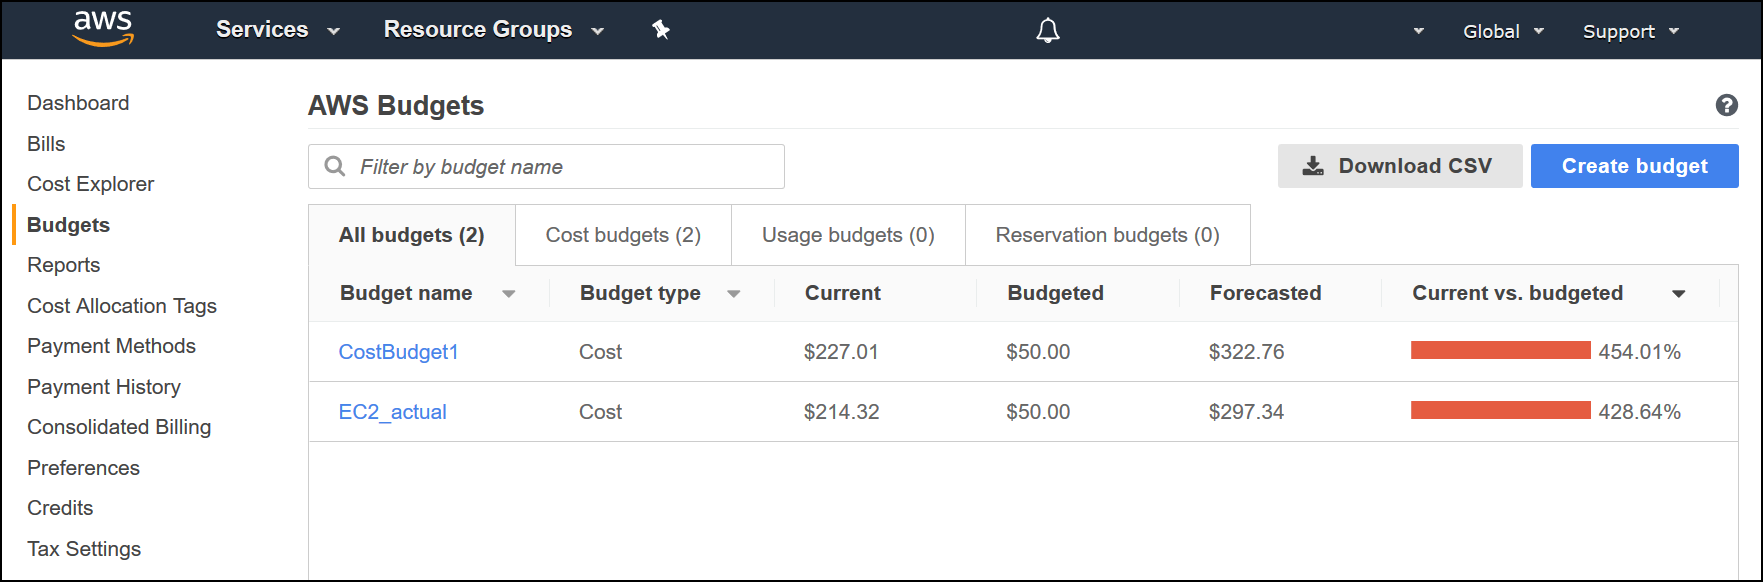 aws Services Resource Groups Global Support
Dashboard
Bills
Cost Explorer
Budgets
Reports
Cost Allocation Tags
Payment Methods
Payment History
Consolidated Billing
Preferences
Credits
Tax Settings
AWS Budgets ?
Filter by budget name Download CSV Create budget
All budgets (2) Cost budgets (2) Usage budgets (0) Reservation budgets (0)
Budget name Budget type Current Budgeted Forecasted Current vs. budgeted
CostBudget1 Cost $227.01 $50.00 $322.76 454.01%
EC2_actual Cost $214.32 $50.00 $297.34 428.64%